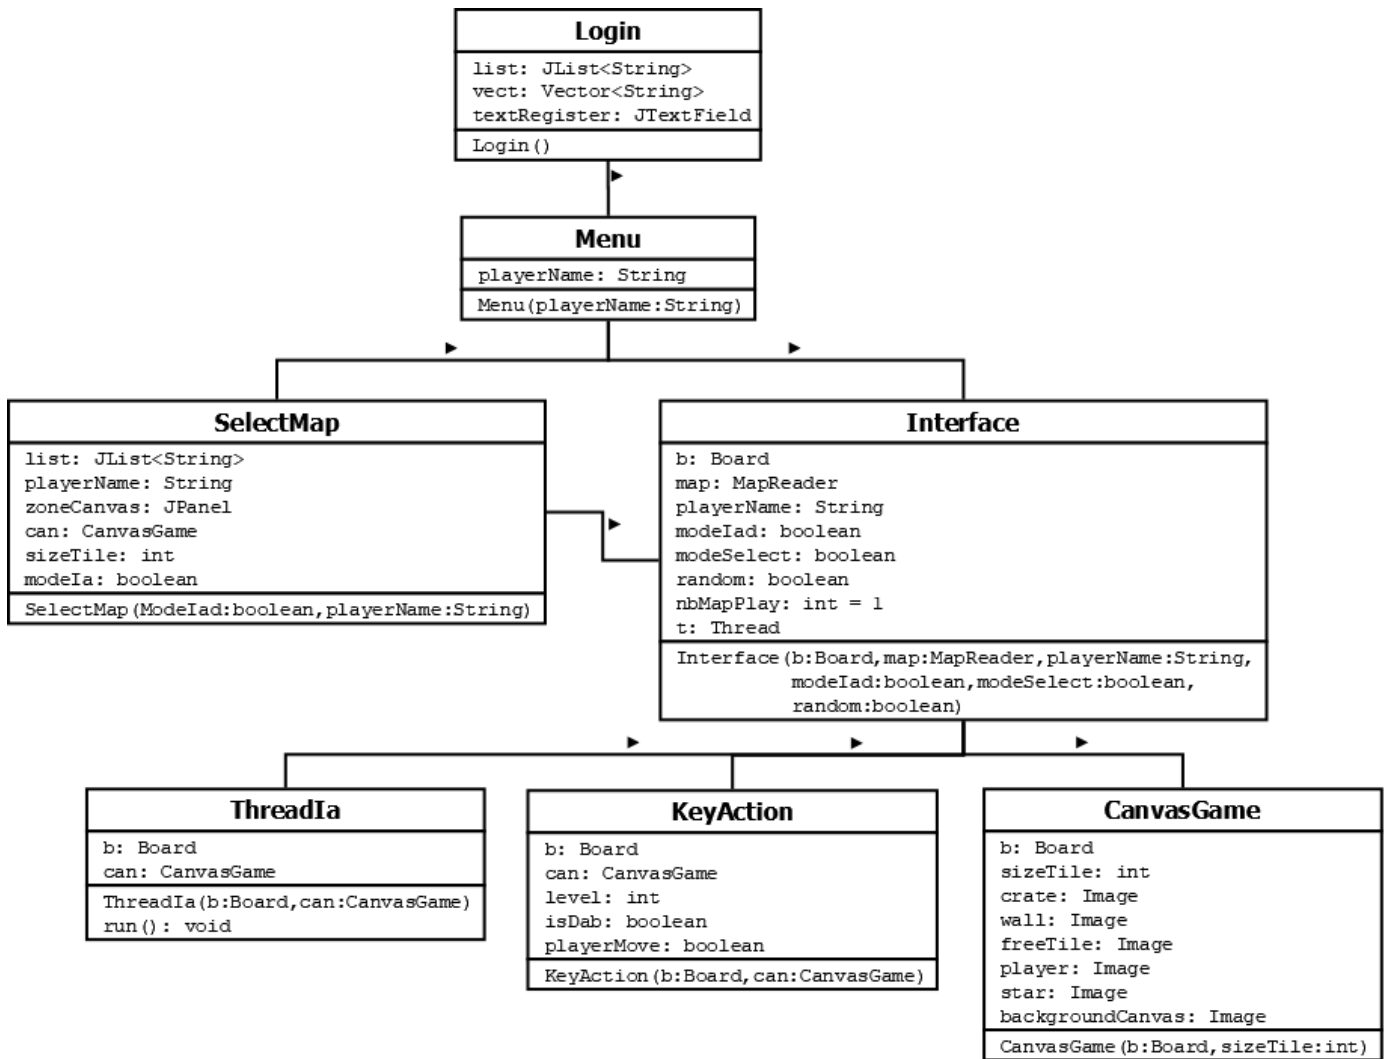 Login
list: JList<String>
vect: Vector<String>
textRegister: JTextField
Login()
Menu
playerName: String
Menu(playerName:String)
SelectMap
list: JList<String>
playerName: String
zoneCanvas: JPanel
can: CanvasGame
sizeTile: int
modeIa: boolean
SelectMap(ModeIad:boolean,playerName:String)
Interface
b: Board
map: MapReader
playerName: String
modeIad: boolean
modeSelect: boolean
random: boolean
nbMapPlay: int = 1
t: Thread
Interface(b:Board,map:MapReader,playerName:String,
modeIad:boolean,modeSelect:boolean,
random:boolean)
ThreadIa
b: Board
can: CanvasGame
ThreadIa(b:Board,can:CanvasGame)
run(): void
KeyAction
b: Board
can: CanvasGame
level: int
isDab: boolean
playerMove: boolean
KeyAction(b:Board,can:CanvasGame)
CanvasGame
b: Board
sizeTile: int
crate: Image
wall: Image
freeTile: Image
player: Image
star: Image
backgroundCanvas: Image
CanvasGame(b:Board,sizeTile:int)